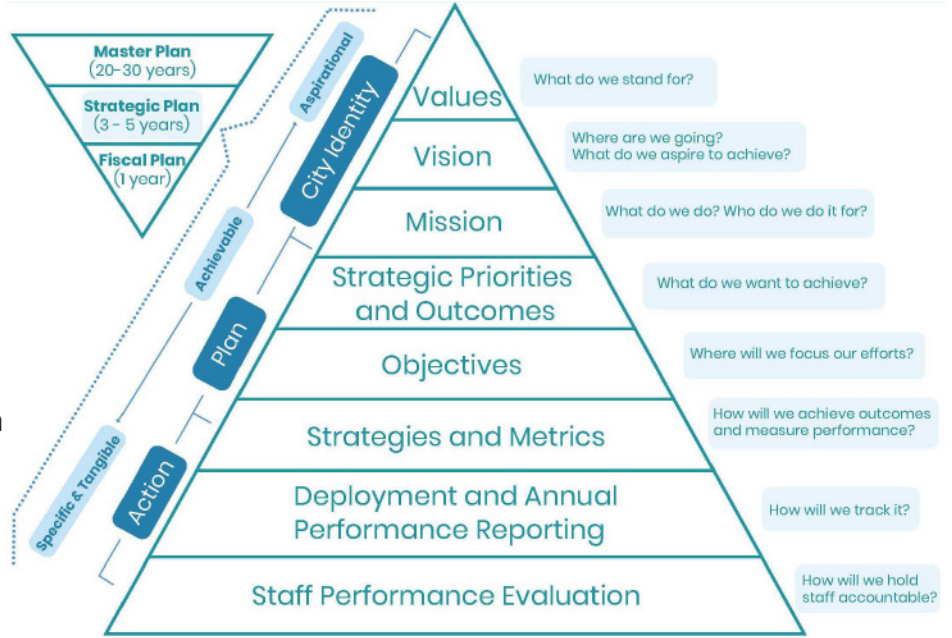 Master Plan
(20-30 years)
Strategic Plan
(3 - 5 years)
Fiscal Plan
(1 year)
Aspirational
Achievable
Specific & Tangible
City Identity
Plan
Action
Values
What do we stand for?
Vision
Where are we going?
What do we aspire to achieve?
Mission
What do we do? Who do we do it for?
Strategic Priorities
and Outcomes
What do we want to achieve?
Objectives
Where will we focus our efforts?
Strategies and Metrics
How will we achieve outcomes
and measure performance?
Deployment and Annual
Performance Reporting
How will we track it?
Staff Performance Evaluation
How will we hold
staff accountable?